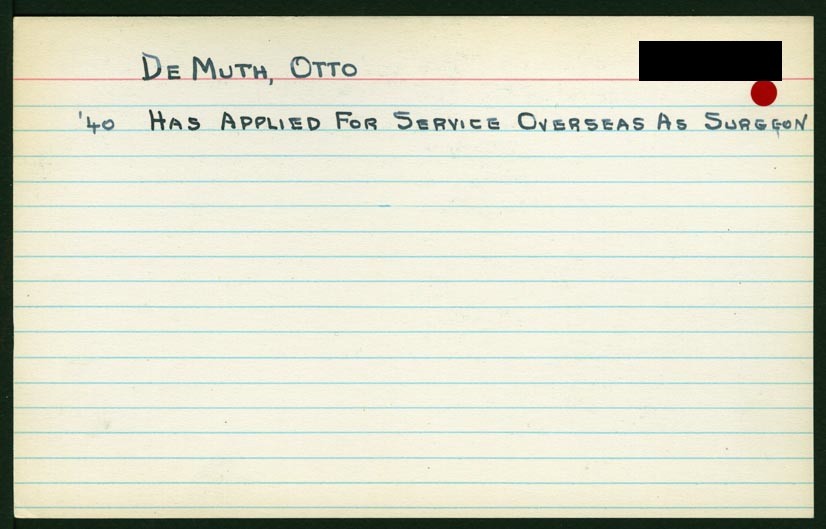 DE MUTH, OTTO
'40 HAS APPLIED FOR SERVICE OVERSEAS AS SURGEON